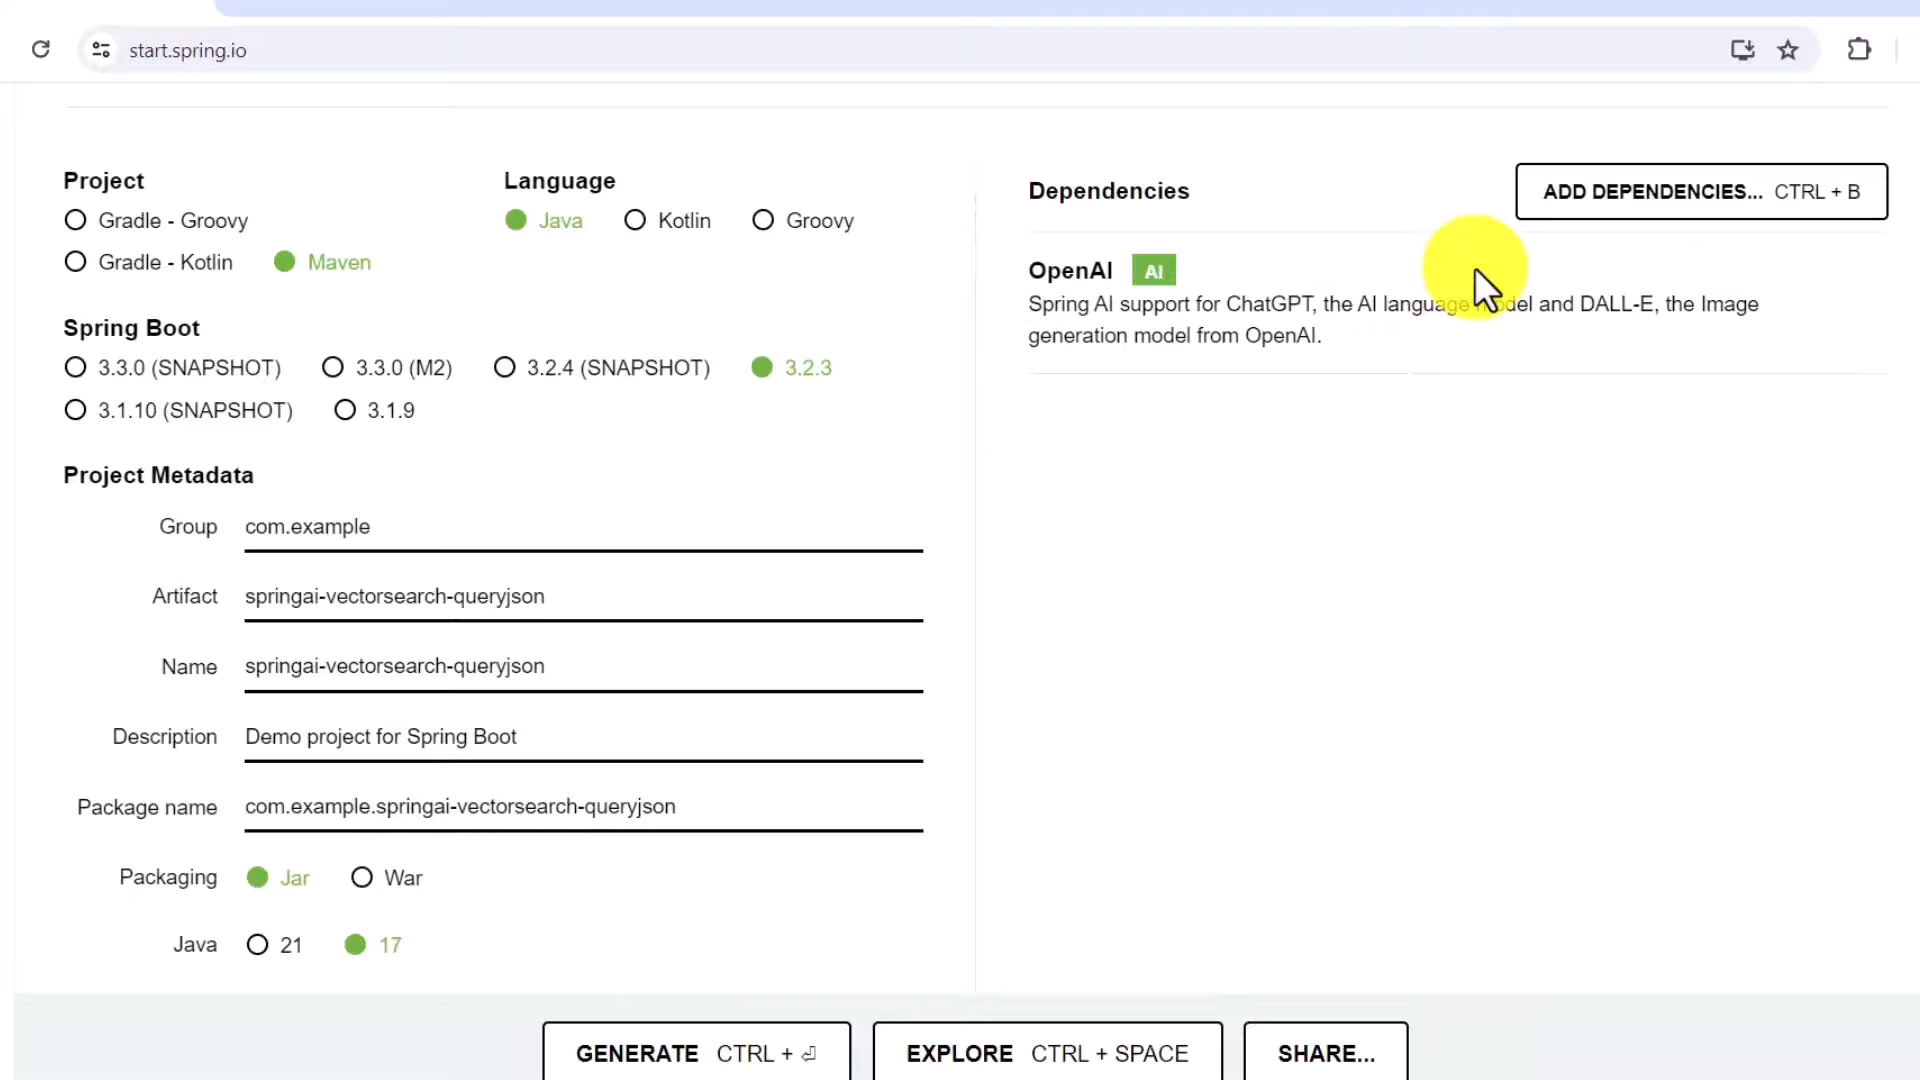 start.spring.io
Project
Gradle - Groovy
Gradle - Kotlin Maven
Language
Java Kotlin Groovy
Spring Boot
3.3.0 (SNAPSHOT) 3.3.0 (M2) 3.2.4 (SNAPSHOT) 3.2.3
3.1.10 (SNAPSHOT) 3.1.9
Project Metadata
Group com.example
Artifact springai-vectorsearch-queryjson
Name springai-vectorsearch-queryjson
Description Demo project for Spring Boot
Package name com.example.springai-vectorsearch-queryjson
Packaging Jar War
Java 21 17
Dependencies ADD DEPENDENCIES... CTRL + B
OpenAI AI
Spring AI support for ChatGPT, the AI language model and DALL-E, the Image
generation model from OpenAI.
GENERATE CTRL + ⏎ EXPLORE CTRL + SPACE SHARE...